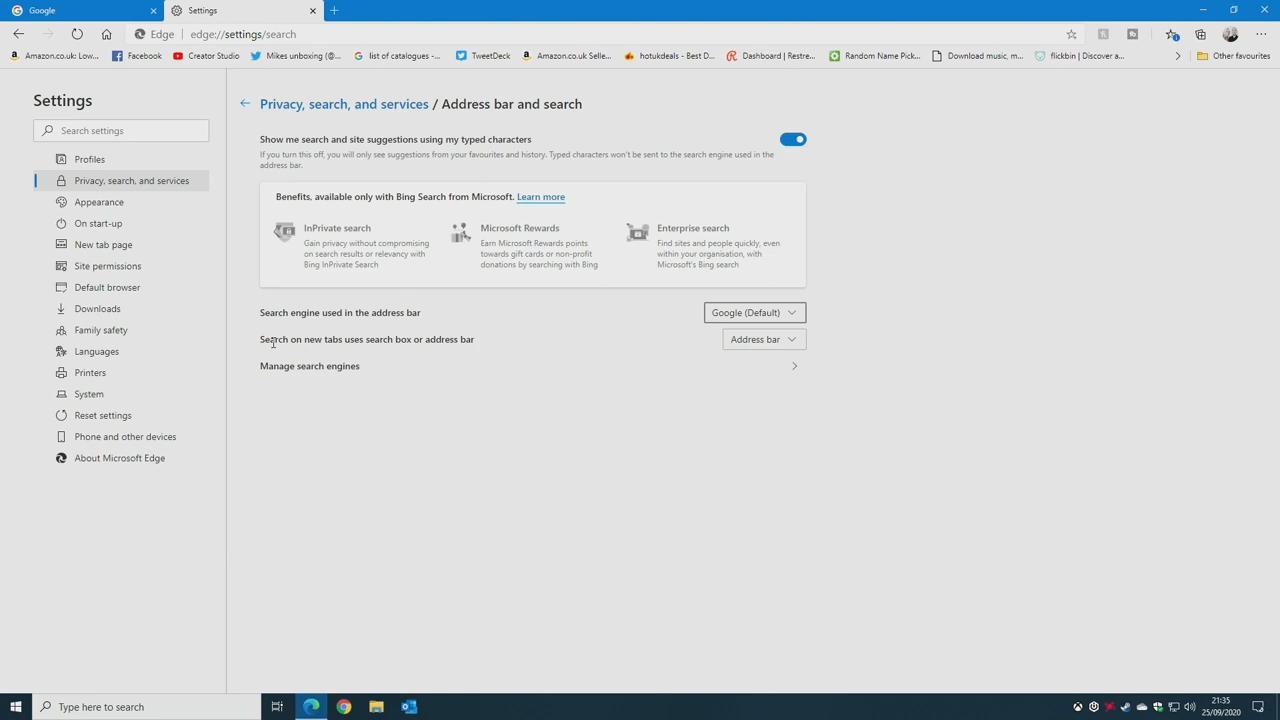 Google
Settings
Edge
edge://settings/search
Amazon.co.uk: Low...
Facebook
Creator Studio
Mikes unboxing (@...
list of catalogues -...
TweetDeck
Amazon.co.uk Selle...
hotukdeals - Best D...
Dashboard | Restre...
Random Name Pick...
Download music, m...
flickbin | Discover a...
Other favourites
Settings
Search settings
Profiles
Privacy, search, and services
Appearance
On start-up
New tab page
Site permissions
Default browser
Downloads
Family safety
Languages
Printers
System
Reset settings
Phone and other devices
About Microsoft Edge
Privacy, search, and services / Address bar and search
Show me search and site suggestions using my typed characters
If you turn this off, you will only see suggestions from your favourites and history. Typed characters won't be sent to the search engine used in the
address bar.
Benefits, available only with Bing Search from Microsoft. Learn more
InPrivate search
Gain privacy without compromising
on search results or relevancy with
Bing InPrivate Search
Microsoft Rewards
Earn Microsoft Rewards points
towards gift cards or non-profit
donations by searching with Bing
Enterprise search
Find sites and people quickly, even
within your organisation, with
Microsoft's Bing search
Search engine used in the address bar
Google (Default)
Search on new tabs uses search box or address bar
Address bar
Manage search engines
Type here to search
21:35
25/09/2020